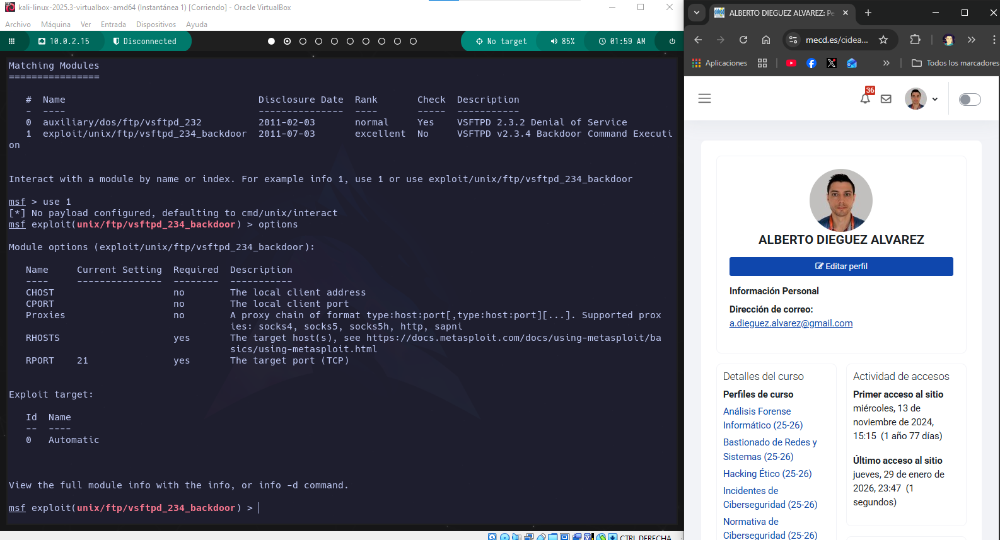 kali-linux-2025.3-virtualbox-amd64 (Instantánea 1) [Corriendo] - Oracle VirtualBox
Archivo Máquina Ver Entrada Dispositivos Ayuda
10.0.2.15 Disconnected No target 85% 01:59 AM
Matching Modules
================
# Name Disclosure Date Rank Check Description
- ---- --------------- ---- ----- -----------
0 auxiliary/dos/ftp/vsftpd_232 2011-02-03 normal Yes VSFTPD 2.3.2 Denial of Service
1 exploit/unix/ftp/vsftpd_234_backdoor 2011-07-03 excellent No VSFTPD v2.3.4 Backdoor Command Executi
on
Interact with a module by name or index. For example info 1, use 1 or use exploit/unix/ftp/vsftpd_234_backdoor
msf > use 1
[*] No payload configured, defaulting to cmd/unix/interact
msf exploit(unix/ftp/vsftpd_234_backdoor) > options
Module options (exploit/unix/ftp/vsftpd_234_backdoor):
Name Current Setting Required Description
---- --------------- -------- -----------
CHOST no The local client address
CPORT no The local client port
Proxies no A proxy chain of format type:host:port[,type:host:port][...]. Supported prox
ies: socks4, socks5, socks5h, http, sapni
RHOSTS yes The target host(s), see https://docs.metasploit.com/docs/using-metasploit/ba
sics/using-metasploit.html
RPORT 21 yes The target port (TCP)
Exploit target:
Id Name
-- ----
0 Automatic
View the full module info with the info, or info -d command.
msf exploit(unix/ftp/vsftpd_234_backdoor) >
CTRL DERECHA
ALBERTO DIEGUEZ ALVAREZ: Pe
mecd.es/cidea...
Aplicaciones Todos los marcadores
36
ALBERTO DIEGUEZ ALVAREZ
Editar perfil
Información Personal
Dirección de correo:
a.dieguez.alvarez@gmail.com
Detalles del curso
Perfiles de curso
Análisis Forense
Informático (25-26)
Bastionado de Redes y
Sistemas (25-26)
Hacking Ético (25-26)
Incidentes de
Ciberseguridad (25-26)
Normativa de
Ciberseguridad (25-26)
Actividad de accesos
Primer acceso al sitio
miércoles, 13 de
noviembre de 2024,
15:15 (1 año 77 días)
Último acceso al sitio
jueves, 29 de enero de
2026, 23:47 (1
segundos)